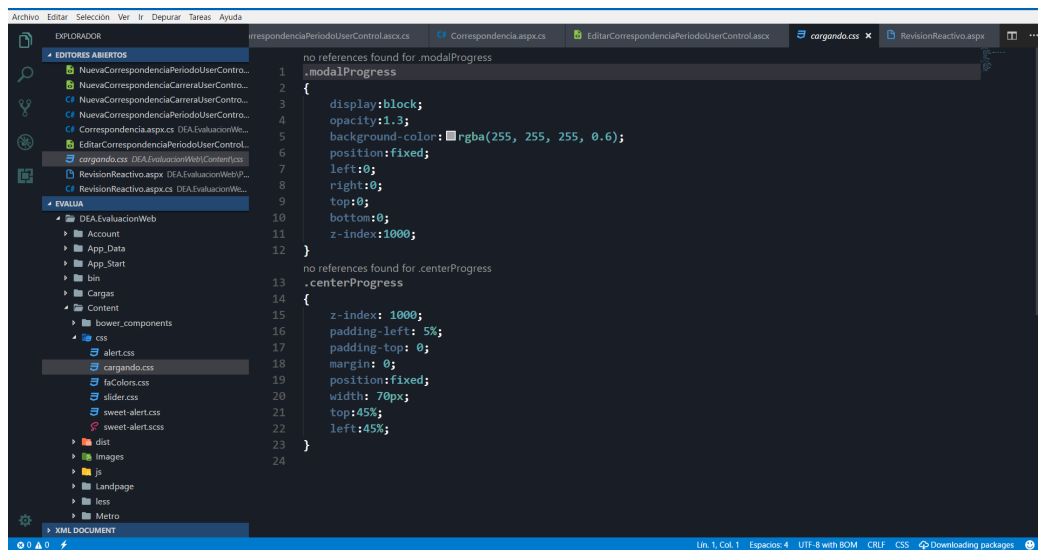 Archivo Editar Selección Ver Ir Depurar Tareas Ayuda
EXPLORADOR
EDITORES ABIERTOS
NuevaCorrespondenciaPeriodoUserContro...
NuevaCorrespondenciaCarreraUserContro...
NuevaCorrespondenciaCarreraUserContro...
NuevaCorrespondenciaPeriodoUserContro...
Correspondencia.aspx.cs DEA.EvaluacionWe...
EditarCorrespondenciaPeriodoUserControl...
cargando.css DEA.EvaluacionWeb\Content\css
RevisionReactivo.aspx DEA.EvaluacionWeb\P...
RevisionReactivo.aspx.cs DEA.EvaluacionWe...
EVALUA
DEA.EvaluacionWeb
Account
App_Data
App_Start
bin
Cargas
Content
bower_components
css
alert.css
cargando.css
faColors.css
slider.css
sweet-alert.css
sweet-alert.scss
dist
Images
js
Landpage
less
Metro
XML DOCUMENT
rrespondenciaPeriodoUserControl.ascx.cs Correspondencia.aspx.cs EditarCorrespondenciaPeriodoUserControl.ascx cargando.css RevisionReactivo.aspx
no references found for .modalProgress
1 .modalProgress
2 {
3 display:block;
4 opacity:1.3;
5 background-color: rgba(255, 255, 255, 0.6);
6 position:fixed;
7 left:0;
8 right:0;
9 top:0;
10 bottom:0;
11 z-index:1000;
12 }
no references found for .centerProgress
13 .centerProgress
14 {
15 z-index: 1000;
16 padding-left: 5%;
17 padding-top: 0;
18 margin: 0;
19 position:fixed;
20 width: 70px;
21 top:45%;
22 left:45%;
23 }
24
0 0 Lín. 1, Col. 1 Espacios: 4 UTF-8 with BOM CRLF CSS Downloading packages